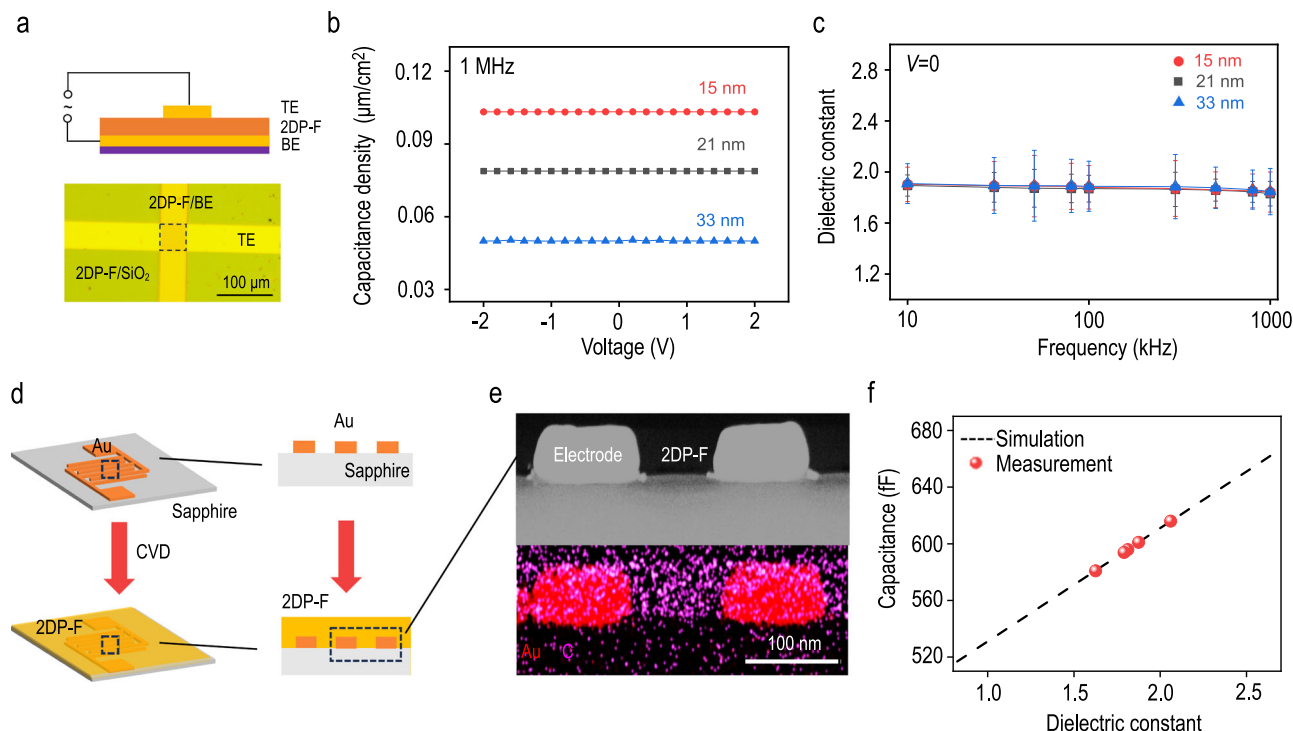 a
TE
2DP-F
BE
~
2DP-F/BE
TE
2DP-F/SiO₂
100 μm
b
1 MHz
15 nm
21 nm
33 nm
0.12
0.09
0.06
0.03
Capacitance density (μm/cm²)
-2 -1 0 1 2
Voltage (V)
c
V=0
15 nm
21 nm
33 nm
2.8
2.4
2.0
1.6
1.2
Dielectric constant
10 100 1000
Frequency (kHz)
d
Au
Sapphire
CVD
2DP-F
Au
Sapphire
2DP-F
e
Electrode
2DP-F
Au C
100 nm
f
Simulation
Measurement
680
640
600
560
520
Capacitance (fF)
1.0 1.5 2.0 2.5
Dielectric constant